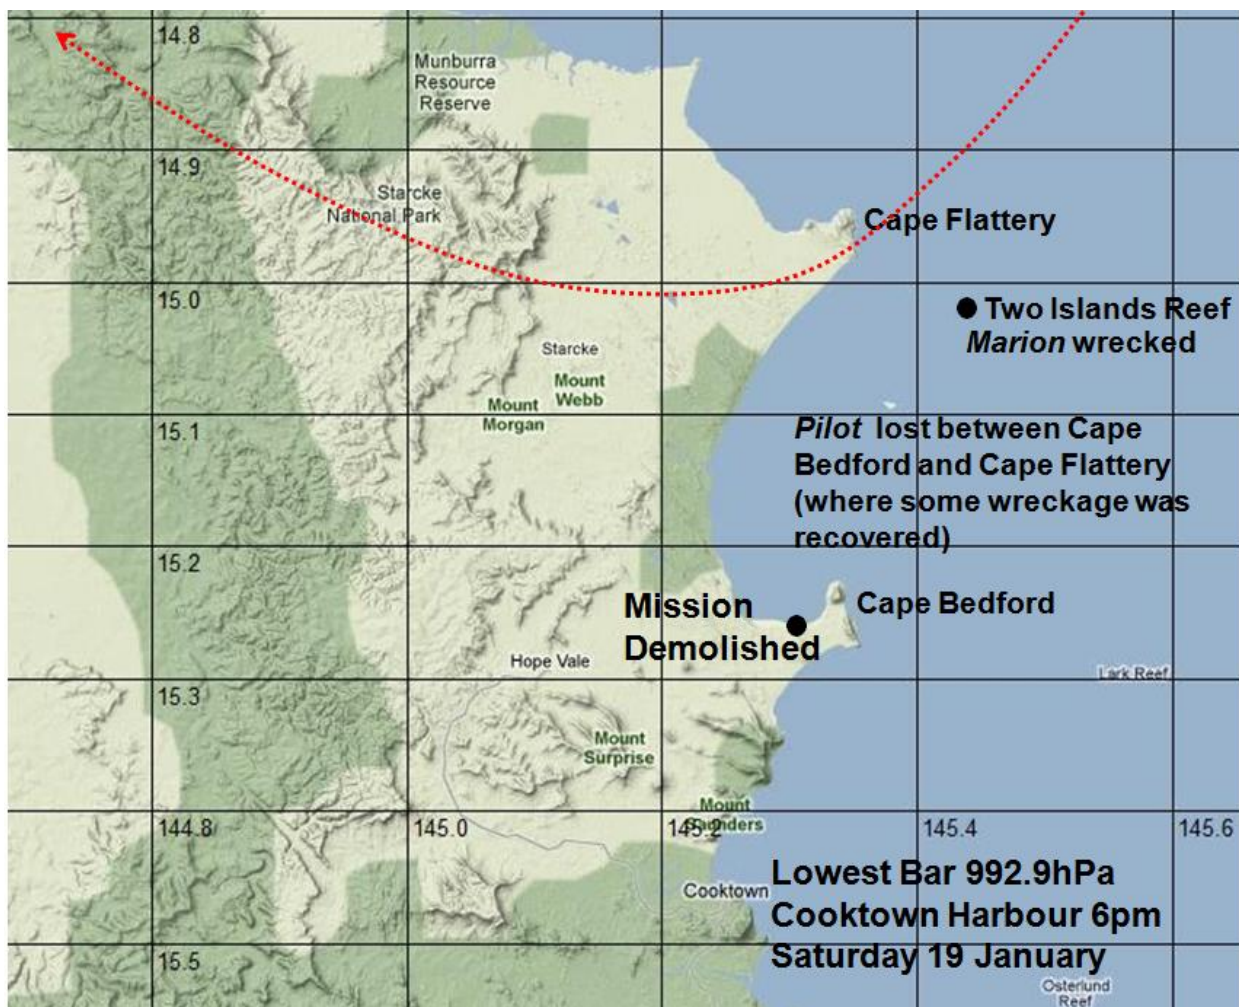 14.8
Munburra
Resource
Reserve
14.9
Starcke
National Park
Cape Flattery
15.0
Two Islands Reef
Marion wrecked
Starcke
Mount
Webb
Mount
Morgan
15.1
Pilot lost between Cape
Bedford and Cape Flattery
(where some wreckage was
recovered)
15.2
Mission
Demolished
Cape Bedford
Hope Vale
Lark Reef
15.3
Mount
Surprise
Mount
Saunders
144.8
145.0
145.2
145.4
145.6
Lowest Bar 992.9hPa
Cooktown Harbour 6pm
Saturday 19 January
Cooktown
15.5
Osterlund
Reef